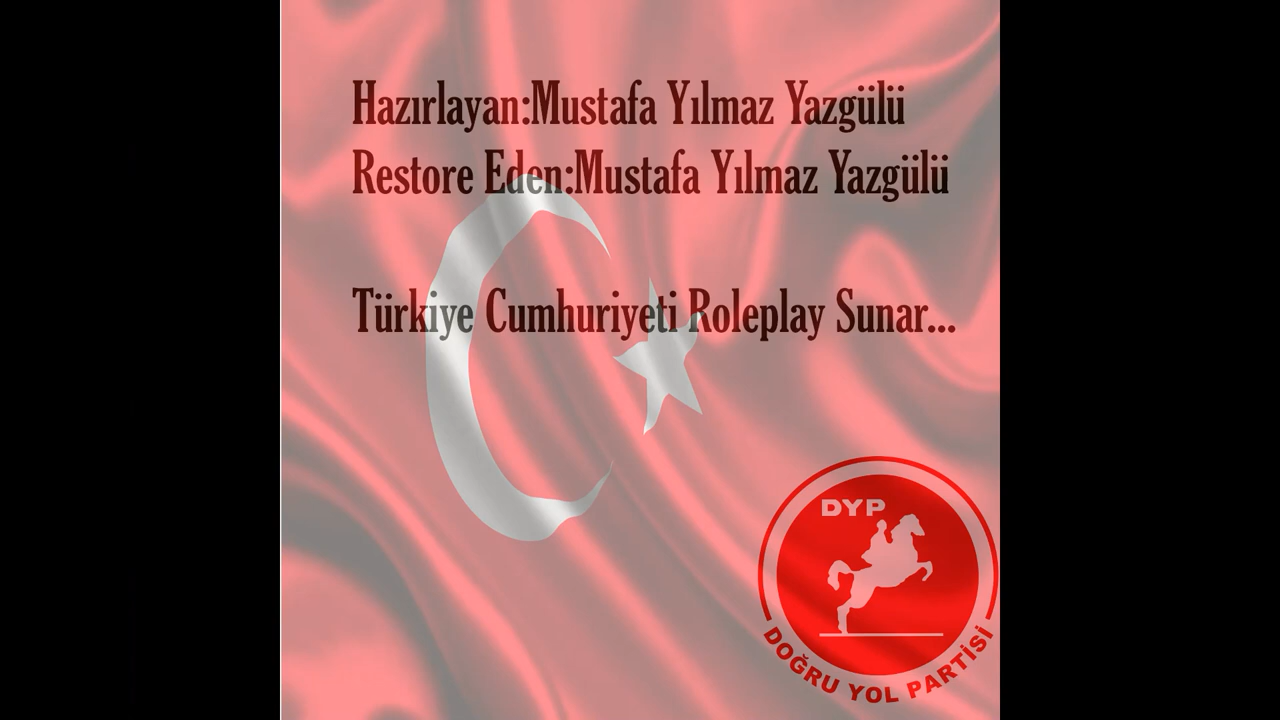 Hazırlayan:Mustafa Yılmaz Yazgülü
Restore Eden:Mustafa Yılmaz Yazgülü
Türkiye Cumhuriyeti Roleplay Sunar...
DYP
DOĞRU YOL PARTİSİ